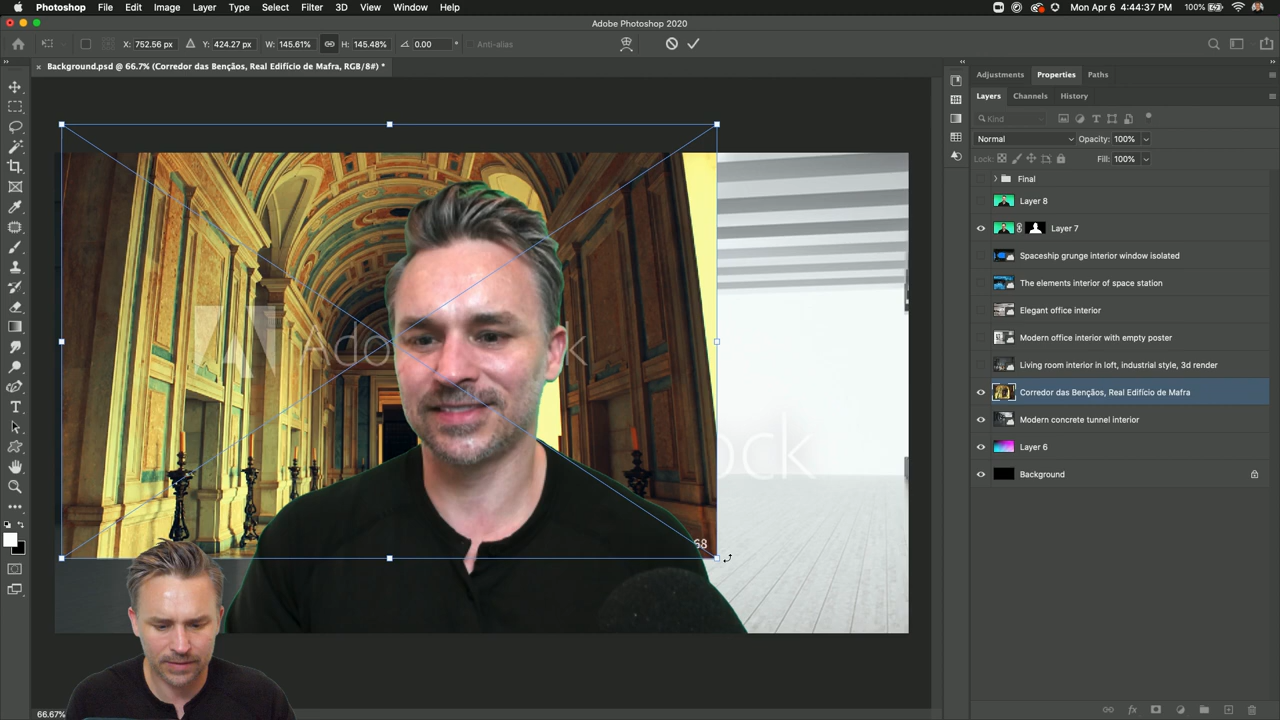 Photoshop File Edit Image Layer Type Select Filter 3D View Window Help
100% Mon Apr 6 4:44:37 PM
Adobe Photoshop 2020
X: 752.56 px Y: 424.27 px W: 145.61% H: 145.48% 0.00 ° Anti-alias
× Background.psd @ 66.7% (Corredor das Bençãos, Real Edifício de Mafra, RGB/8#) *
Adjustments Properties Paths
Layers Channels History
Kind
Normal Opacity: 100%
Lock: Fill: 100%
Final
Layer 8
Layer 7
Spaceship grunge interior window isolated
The elements interior of space station
Elegant office interior
Modern office interior with empty poster
Living room interior in loft, industrial style, 3d render
Corredor das Bençãos, Real Edifício de Mafra
Modern concrete tunnel interior
Layer 6
Background
Ado k
ock
68
66.67%
fx